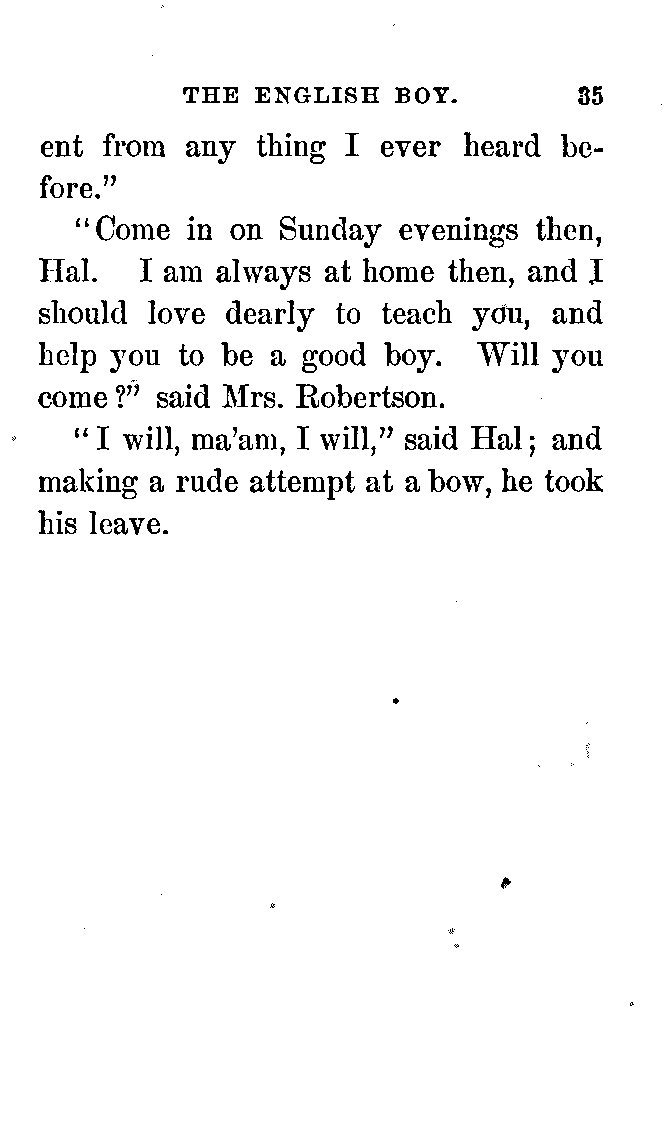 THE ENGLISH BOY. 35
ent from any thing I ever heard be-
fore."
"Come in on Sunday evenings then,
Hal. I am always at home then, and I
should love dearly to teach you, and
help you to be a good boy. Will you
come?" said Mrs. Robertson.
"I will, ma'am, I will," said Hal; and
making a rude attempt at a bow, he took
his leave.